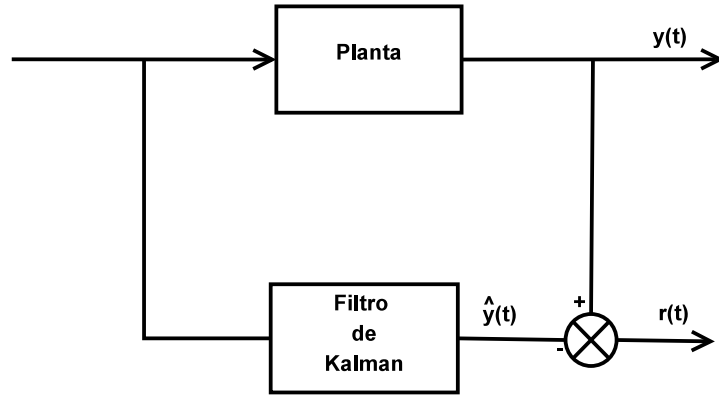 Planta
y(t)
Filtro
de
Kalman
ŷ(t)
+
-
r(t)